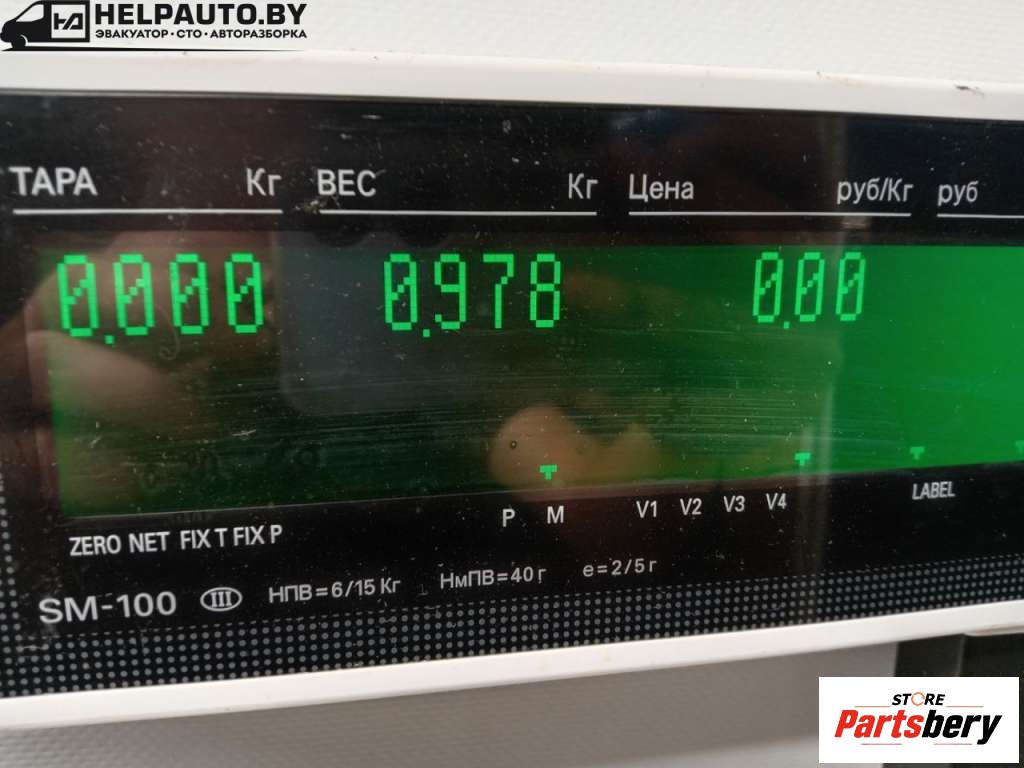 HELPAUTO.BY
ЭВАКУАТОР · СТО · АВТОРАЗБОРКА
ТАРА Кг ВЕС Кг Цена руб/Кг руб
0.000 0.978 0.00
P M V1 V2 V3 V4 LABEL
ZERO NET FIX T FIX P
SM-100 III НПВ=6/15 Кг НмПВ=40 г e=2/5 г
STORE
Partsbery